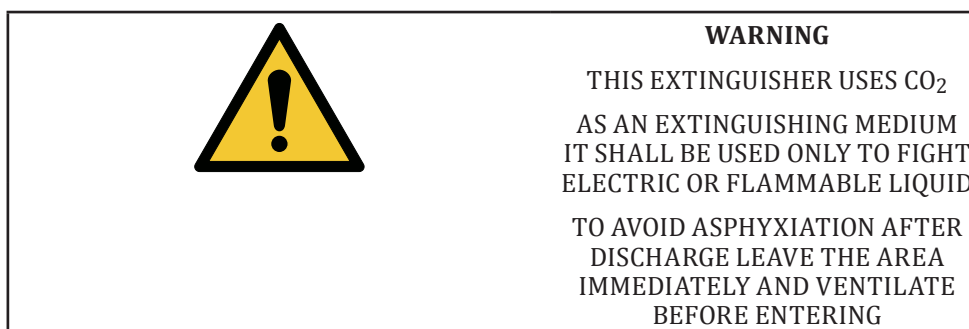 WARNING
THIS EXTINGUISHER USES CO₂
AS AN EXTINGUISHING MEDIUM
IT SHALL BE USED ONLY TO FIGHT
ELECTRIC OR FLAMMABLE LIQUID
TO AVOID ASPHYXIATION AFTER
DISCHARGE LEAVE THE AREA
IMMEDIATELY AND VENTILATE
BEFORE ENTERING